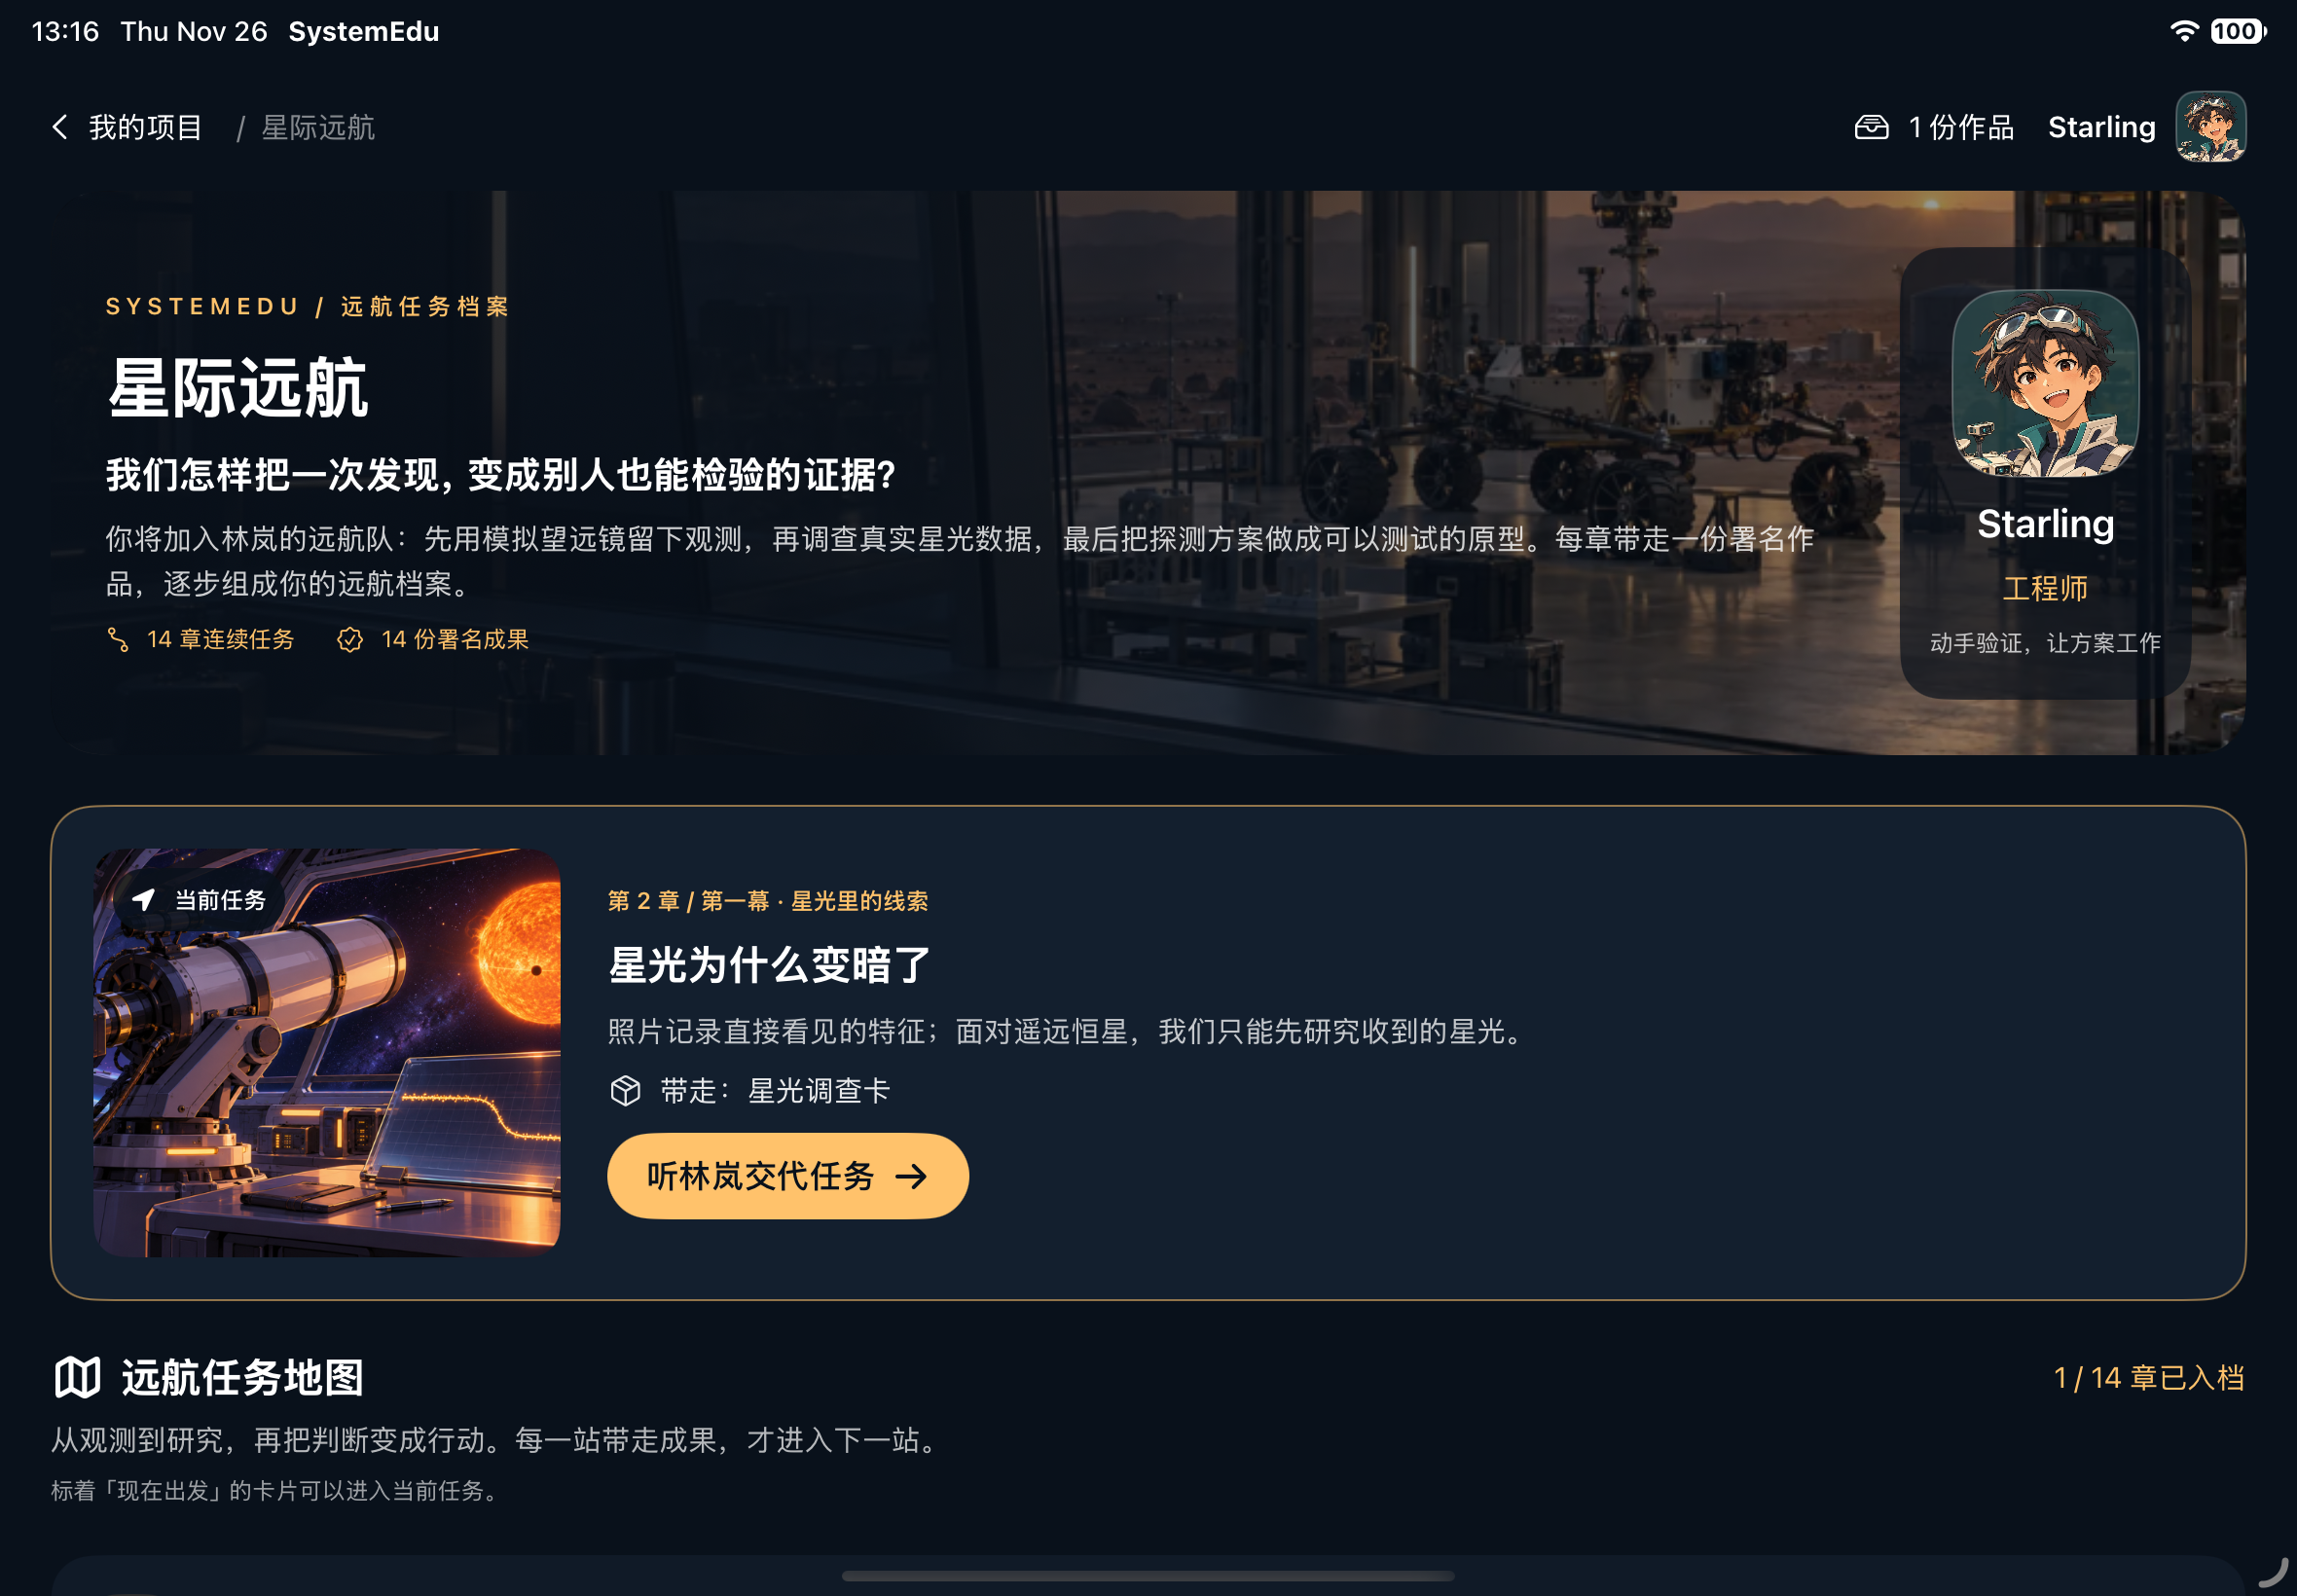 13:16 Thu Nov 26 SystemEdu
100
我的项目 / 星际远航
1 份作品 Starling
SYSTEMEDU / 远航任务档案
星际远航
我们怎样把一次发现，变成别人也能检验的证据？
你将加入林岚的远航队：先用模拟望远镜留下观测，再调查真实星光数据，最后把探测方案做成可以测试的原型。每章带走一份署名作
品，逐步组成你的远航档案。
14 章连续任务 14 份署名成果
Starling
工程师
动手验证，让方案工作
当前任务
第 2 章 / 第一幕 · 星光里的线索
星光为什么变暗了
照片记录直接看见的特征；面对遥远恒星，我们只能先研究收到的星光。
带走：星光调查卡
听林岚交代任务
远航任务地图
1 / 14 章已入档
从观测到研究，再把判断变成行动。每一站带走成果，才进入下一站。
标着「现在出发」的卡片可以进入当前任务。